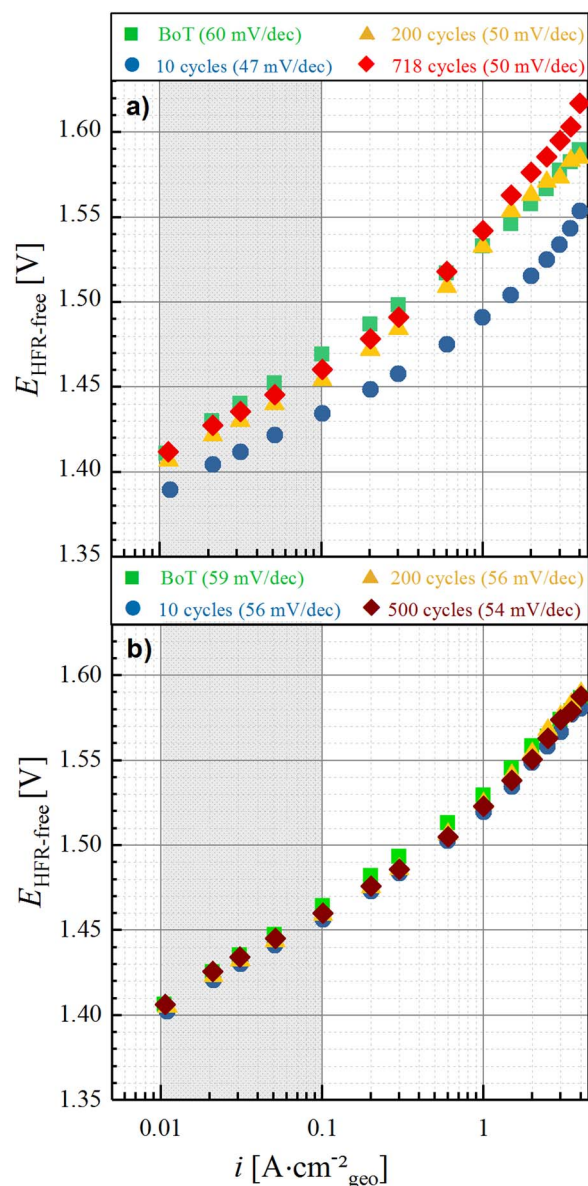 BoT (60 mV/dec) 200 cycles (50 mV/dec)
10 cycles (47 mV/dec) 718 cycles (50 mV/dec)
a)
1.60
1.55
1.50
1.45
1.40
1.35
E_HFR-free [V]
BoT (59 mV/dec) 200 cycles (56 mV/dec)
10 cycles (56 mV/dec) 500 cycles (54 mV/dec)
b)
1.60
1.55
1.50
1.45
1.40
1.35
E_HFR-free [V]
0.01 0.1 1
i [A·cm⁻²geo]